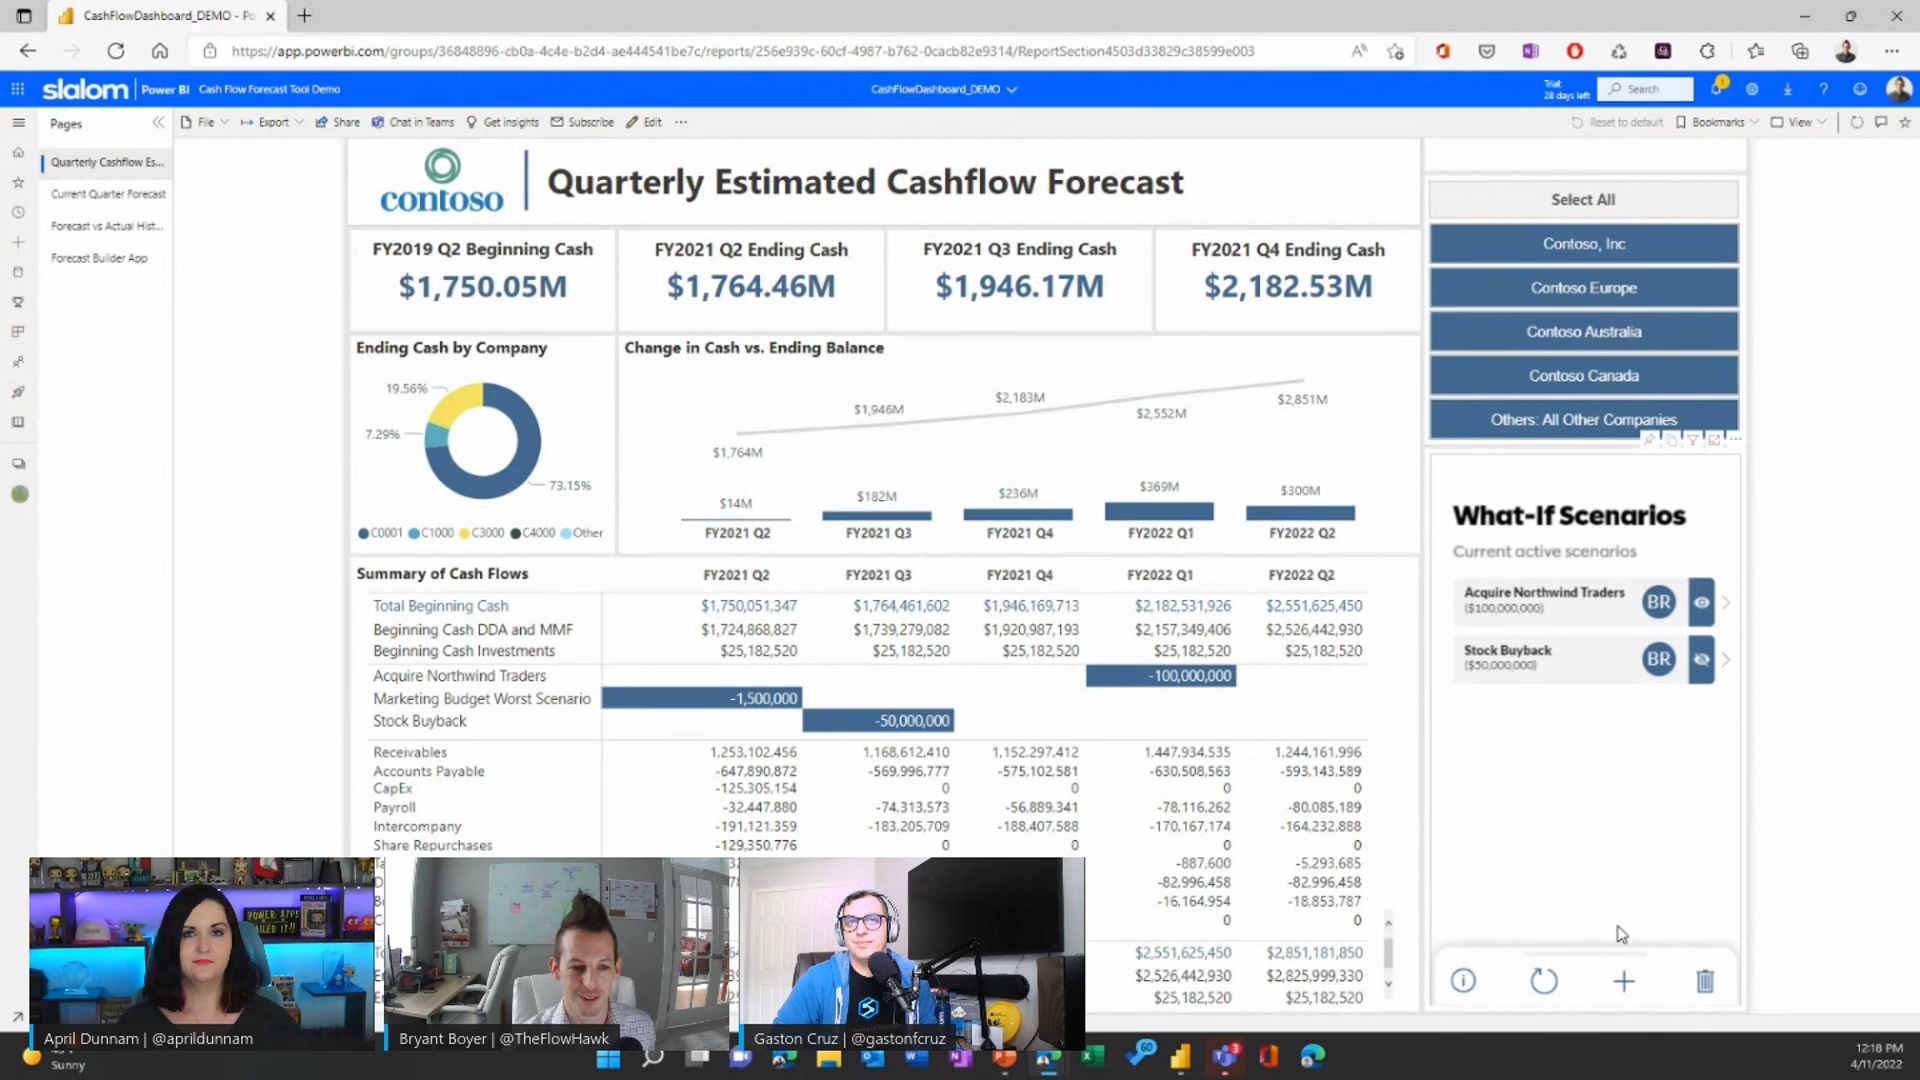 CashFlowDashboard_DEMO - Po
https://app.powerbi.com/groups/36848896-cb0a-4c4e-b2d4-ae444541be7c/reports/256e939c-60cf-4987-b762-0cacb82e9314/ReportSection4503d33829c38599e003
slalom Power BI Cash Flow Forecast Tool Demo CashFlowDashboard_DEMO Trial: 28 days left Search 1
Pages File Export Share Chat in Teams Get insights Subscribe Edit Reset to default Bookmarks View
Quarterly Cashflow Es...
Current Quarter Forecast
Forecast vs Actual Hist...
Forecast Builder App
contoso
Quarterly Estimated Cashflow Forecast
FY2019 Q2 Beginning Cash
$1,750.05M
FY2021 Q2 Ending Cash
$1,764.46M
FY2021 Q3 Ending Cash
$1,946.17M
FY2021 Q4 Ending Cash
$2,182.53M
Ending Cash by Company
19.56%
7.29%
73.15%
C0001 C1000 C3000 C4000 Other
Change in Cash vs. Ending Balance
$1,764M $1,946M $2,183M $2,552M $2,851M
$14M $182M $236M $369M $300M
FY2021 Q2 FY2021 Q3 FY2021 Q4 FY2022 Q1 FY2022 Q2
Summary of Cash Flows FY2021 Q2 FY2021 Q3 FY2021 Q4 FY2022 Q1 FY2022 Q2
Total Beginning Cash $1,750,051,347 $1,764,461,602 $1,946,169,713 $2,182,531,926 $2,551,625,450
Beginning Cash DDA and MMF $1,724,868,827 $1,739,279,082 $1,920,987,193 $2,157,349,406 $2,526,442,930
Beginning Cash Investments $25,182,520 $25,182,520 $25,182,520 $25,182,520 $25,182,520
Acquire Northwind Traders -100,000,000
Marketing Budget Worst Scenario -1,500,000
Stock Buyback -50,000,000
Receivables 1,253,102,456 1,168,612,410 1,152,297,412 1,447,934,535 1,244,161,996
Accounts Payable -647,890,872 -569,996,777 -575,102,581 -630,508,563 -593,143,589
CapEx -125,305,154 0 0 0 0
Payroll -32,447,880 -74,313,573 -56,889,341 -78,116,262 -80,085,189
Intercompany -191,121,359 -183,205,709 -188,407,588 -170,167,174 -164,232,888
Share Repurchases -129,350,776 0 0 0 0
-887,600 -5,293,685
-82,996,458 -82,996,458
-16,164,954 -18,853,787
0 0
$2,551,625,450 $2,851,181,850
$2,526,442,930 $2,825,999,330
$25,182,520 $25,182,520
Select All
Contoso, Inc
Contoso Europe
Contoso Australia
Contoso Canada
Others: All Other Companies
What-If Scenarios
Current active scenarios
Acquire Northwind Traders
($100,000,000)
BR
Stock Buyback
($50,000,000)
BR
POWER APPS
NAILED IT!!
April Dunnam | @aprildunnam
Bryant Boyer | @TheFlowHawk
Gaston Cruz | @gastonfcruz
Sunny
60
3
12:18 PM
4/11/2022